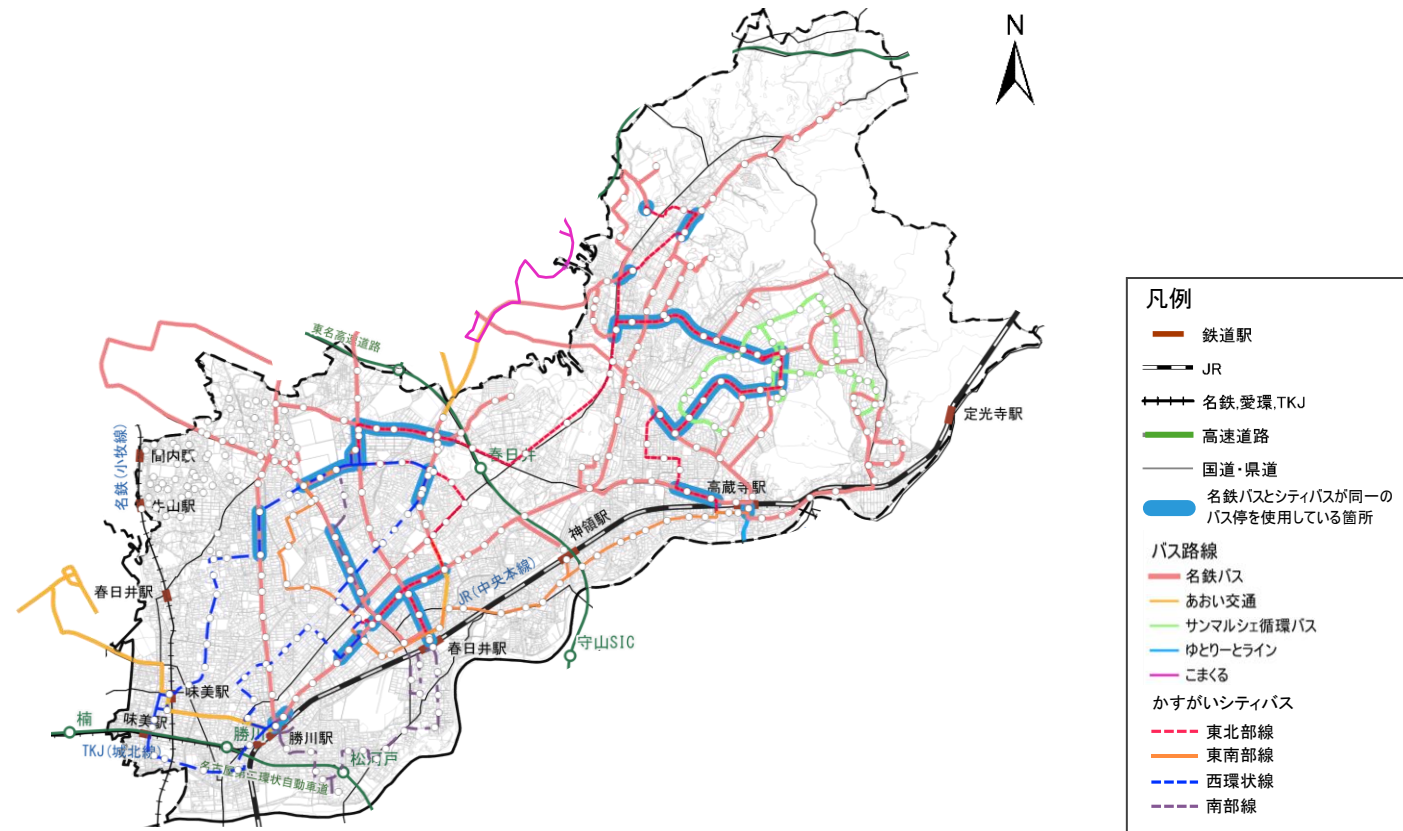 N
東名高速道路
名鉄(小牧線)
間内駅
牛山駅
春日井
定光寺駅
高蔵寺駅
神領駅
JR(中央本線)
春日井駅
春日井駅
守山SIC
味美駅
楠
味美駅
勝川
勝川駅
TKJ(城北線)
松河戸
名古屋第二環状自動車道
凡例
鉄道駅
JR
名鉄,愛環,TKJ
高速道路
国道・県道
名鉄バスとシティバスが同一の
バス停を使用している箇所
バス路線
名鉄バス
あおい交通
サンマルシェ循環バス
ゆとりーとライン
こまくる
かすがいシティバス
東北部線
東南部線
西環状線
南部線